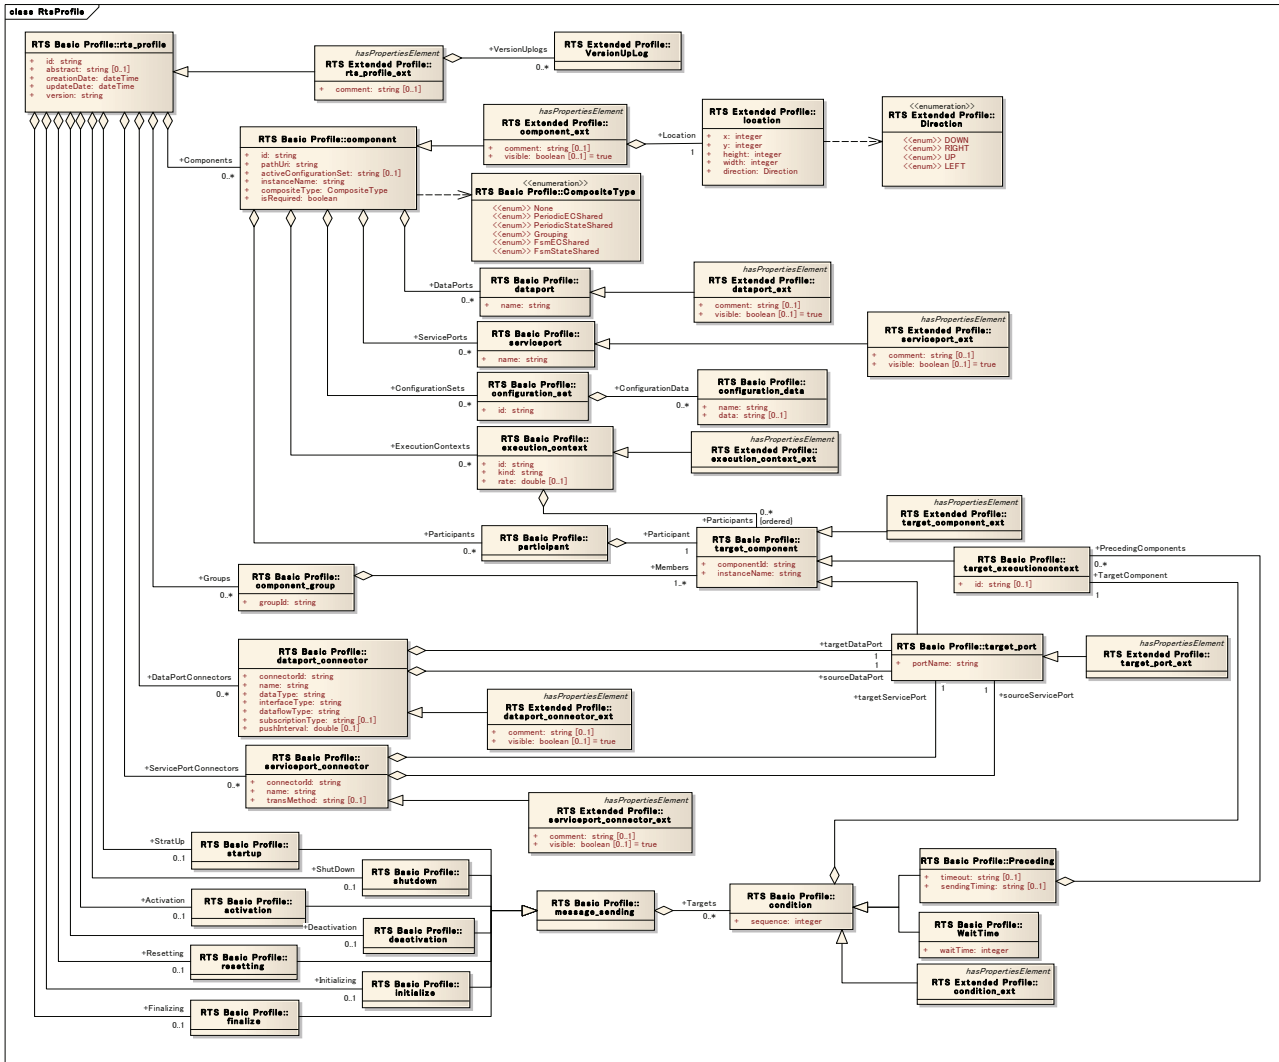 class RtsProfile
RTS Basic Profile::rts_profile
+ id: string
+ abstract: string [0..1]
+ creationDate: dateTime
+ updateDate: dateTime
+ version: string
hasPropertiesElement
RTS Extended Profile::
rts_profile_ext
+ comment: string [0..1]
+VersionUplogs
0..*
RTS Extended Profile::
VersionUpLog
+Components
0..*
RTS Basic Profile::component
+ id: string
+ pathUri: string
+ activeConfigurationSet: string [0..1]
+ instanceName: string
+ compositeType: CompositeType
+ isRequired: boolean
hasPropertiesElement
RTS Extended Profile::
component_ext
+ comment: string [0..1]
+ visible: boolean [0..1] = true
+Location
1
RTS Extended Profile::
location
+ x: integer
+ y: integer
+ height: integer
+ width: integer
+ direction: Direction
<<enumeration>>
RTS Extended Profile::
Direction
<<enum>> DOWN
<<enum>> RIGHT
<<enum>> UP
<<enum>> LEFT
<<enumeration>>
RTS Basic Profile::CompositeType
<<enum>> None
<<enum>> PeriodicECShared
<<enum>> PeriodicStateShared
<<enum>> Grouping
<<enum>> FsmECShared
<<enum>> FsmStateShared
+DataPorts
0..*
RTS Basic Profile::
dataport
+ name: string
hasPropertiesElement
RTS Extended Profile::
dataport_ext
+ comment: string [0..1]
+ visible: boolean [0..1] = true
+ServicePorts
0..*
RTS Basic Profile::
serviceport
+ name: string
hasPropertiesElement
RTS Extended Profile::
serviceport_ext
+ comment: string [0..1]
+ visible: boolean [0..1] = true
+ConfigurationSets
0..*
RTS Basic Profile::
configuration_set
+ id: string
+ConfigurationData
0..*
RTS Basic Profile::
configuration_data
+ name: string
+ data: string [0..1]
+ExecutionContexts
0..*
RTS Basic Profile::
execution_context
+ id: string
+ kind: string
+ rate: double [0..1]
hasPropertiesElement
RTS Extended Profile::
execution_context_ext
+Participants
0..*
{ordered}
+Participants
0..*
RTS Basic Profile::
participant
+Participant
1
RTS Basic Profile::
target_component
+ componentId: string
+ instanceName: string
hasPropertiesElement
RTS Extended Profile::
target_component_ext
RTS Basic Profile::
target_executioncontext
+ id: string [0..1]
+PrecedingComponents
0..*
+TargetComponent
1
+Groups
0..*
RTS Basic Profile::
component_group
+ groupId: string
+Members
1..*
+DataPortConnectors
0..*
RTS Basic Profile::
dataport_connector
+ connectorId: string
+ name: string
+ dataType: string
+ interfaceType: string
+ dataflowType: string
+ subscriptionType: string [0..1]
+ pushInterval: double [0..1]
+targetDataPort
1
1
+sourceDataPort
RTS Basic Profile::target_port
+ portName: string
hasPropertiesElement
RTS Extended Profile::
target_port_ext
+targetServicePort
1
1
+sourceServicePort
hasPropertiesElement
RTS Extended Profile::
dataport_connector_ext
+ comment: string [0..1]
+ visible: boolean [0..1] = true
+ServicePortConnectors
0..*
RTS Basic Profile::
serviceport_connector
+ connectorId: string
+ name: string
+ transMethod: string [0..1]
hasPropertiesElement
RTS Extended Profile::
serviceport_connector_ext
+ comment: string [0..1]
+ visible: boolean [0..1] = true
+StratUp
0..1
RTS Basic Profile::
startup
+ShutDown
0..1
RTS Basic Profile::
shutdown
+Activation
0..1
RTS Basic Profile::
activation
+Deactivation
0..1
RTS Basic Profile::
deactivation
+Resetting
0..1
RTS Basic Profile::
resetting
+Initializing
0..1
RTS Basic Profile::
initialize
+Finalizing
0..1
RTS Basic Profile::
finalize
RTS Basic Profile::
message_sending
+Targets
0..*
RTS Basic Profile::
condition
+ sequence: integer
RTS Basic Profile::Preceding
+ timeout: string [0..1]
+ sendingTiming: string [0..1]
RTS Basic Profile::
WaitTime
+ waitTime: integer
hasPropertiesElement
RTS Extended Profile::
condition_ext